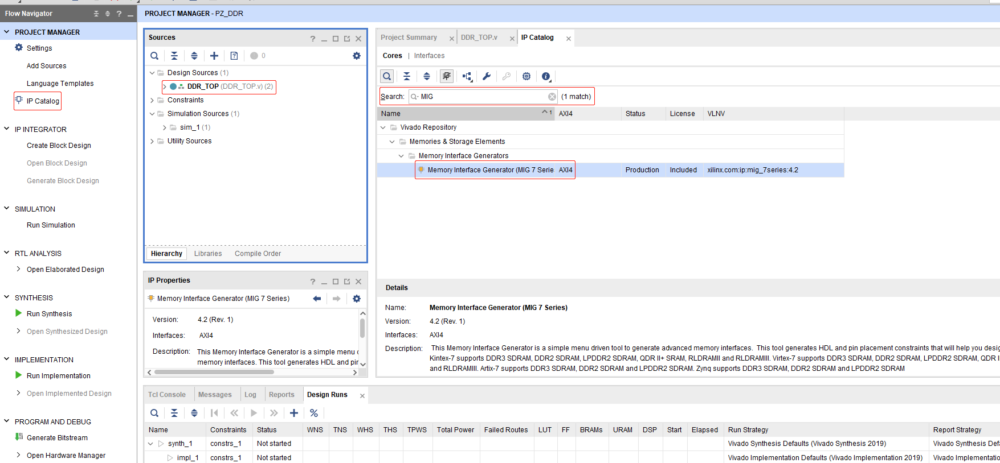 Flow Navigator
PROJECT MANAGER
Settings
Add Sources
Language Templates
IP Catalog
IP INTEGRATOR
Create Block Design
Open Block Design
Generate Block Design
SIMULATION
Run Simulation
RTL ANALYSIS
Open Elaborated Design
SYNTHESIS
Run Synthesis
Open Synthesized Design
IMPLEMENTATION
Run Implementation
Open Implemented Design
PROGRAM AND DEBUG
Generate Bitstream
Open Hardware Manager
PROJECT MANAGER - PZ_DDR
Sources
0
Design Sources (1)
DDR_TOP (DDR_TOP.v) (2)
Constraints
Simulation Sources (1)
sim_1 (1)
Utility Sources
Hierarchy Libraries Compile Order
IP Properties
Memory Interface Generator (MIG 7 Series)
Version: 4.2 (Rev. 1)
Interfaces: AXI4
Description: This Memory Interface Generator is a simple menu
memory interfaces. This tool generates HDL and pin
Project Summary DDR_TOP.v IP Catalog
Cores | Interfaces
Search: MIG (1 match)
Name 1 AXI4 Status License VLNV
Vivado Repository
Memories & Storage Elements
Memory Interface Generators
Memory Interface Generator (MIG 7 Serie AXI4 Production Included xilinx.com:ip:mig_7series:4.2
Details
Name: Memory Interface Generator (MIG 7 Series)
Version: 4.2 (Rev. 1)
Interfaces: AXI4
Description: This Memory Interface Generator is a simple menu driven tool to generate advanced memory interfaces. This tool generates HDL and pin placement constraints that will help you desig
Kintex-7 supports DDR3 SDRAM, DDR2 SDRAM, LPDDR2 SDRAM, QDR II+ SRAM, RLDRAMII and RLDRAMIII. Virtex-7 supports DDR3 SDRAM, DDR2 SDRAM, LPDDR2 SDRAM, QDR II
and RLDRAMIII. Artix-7 supports DDR3 SDRAM, DDR2 SDRAM and LPDDR2 SDRAM. Zynq supports DDR3 SDRAM, DDR2 SDRAM and LPDDR2 SDRAM
Tcl Console Messages Log Reports Design Runs
Name Constraints Status WNS TNS WHS THS TPWS Total Power Failed Routes LUT FF BRAMs URAM DSP Start Elapsed Run Strategy Report Strategy
synth_1 constrs_1 Not started Vivado Synthesis Defaults (Vivado Synthesis 2019) Vivado Synthesis Defa
impl_1 constrs_1 Not started Vivado Implementation Defaults (Vivado Implementation 2019) Vivado Implementatio